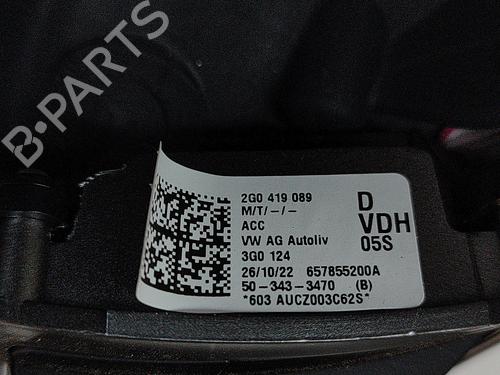 B-PARTS
2G0 419 089 D
M/T/-/- VDH
ACC
VW AG Autoliv 05S
3G0 124
26/10/22 657855200A
50-343-3470 (B)
*603 AUCZ003C62S*